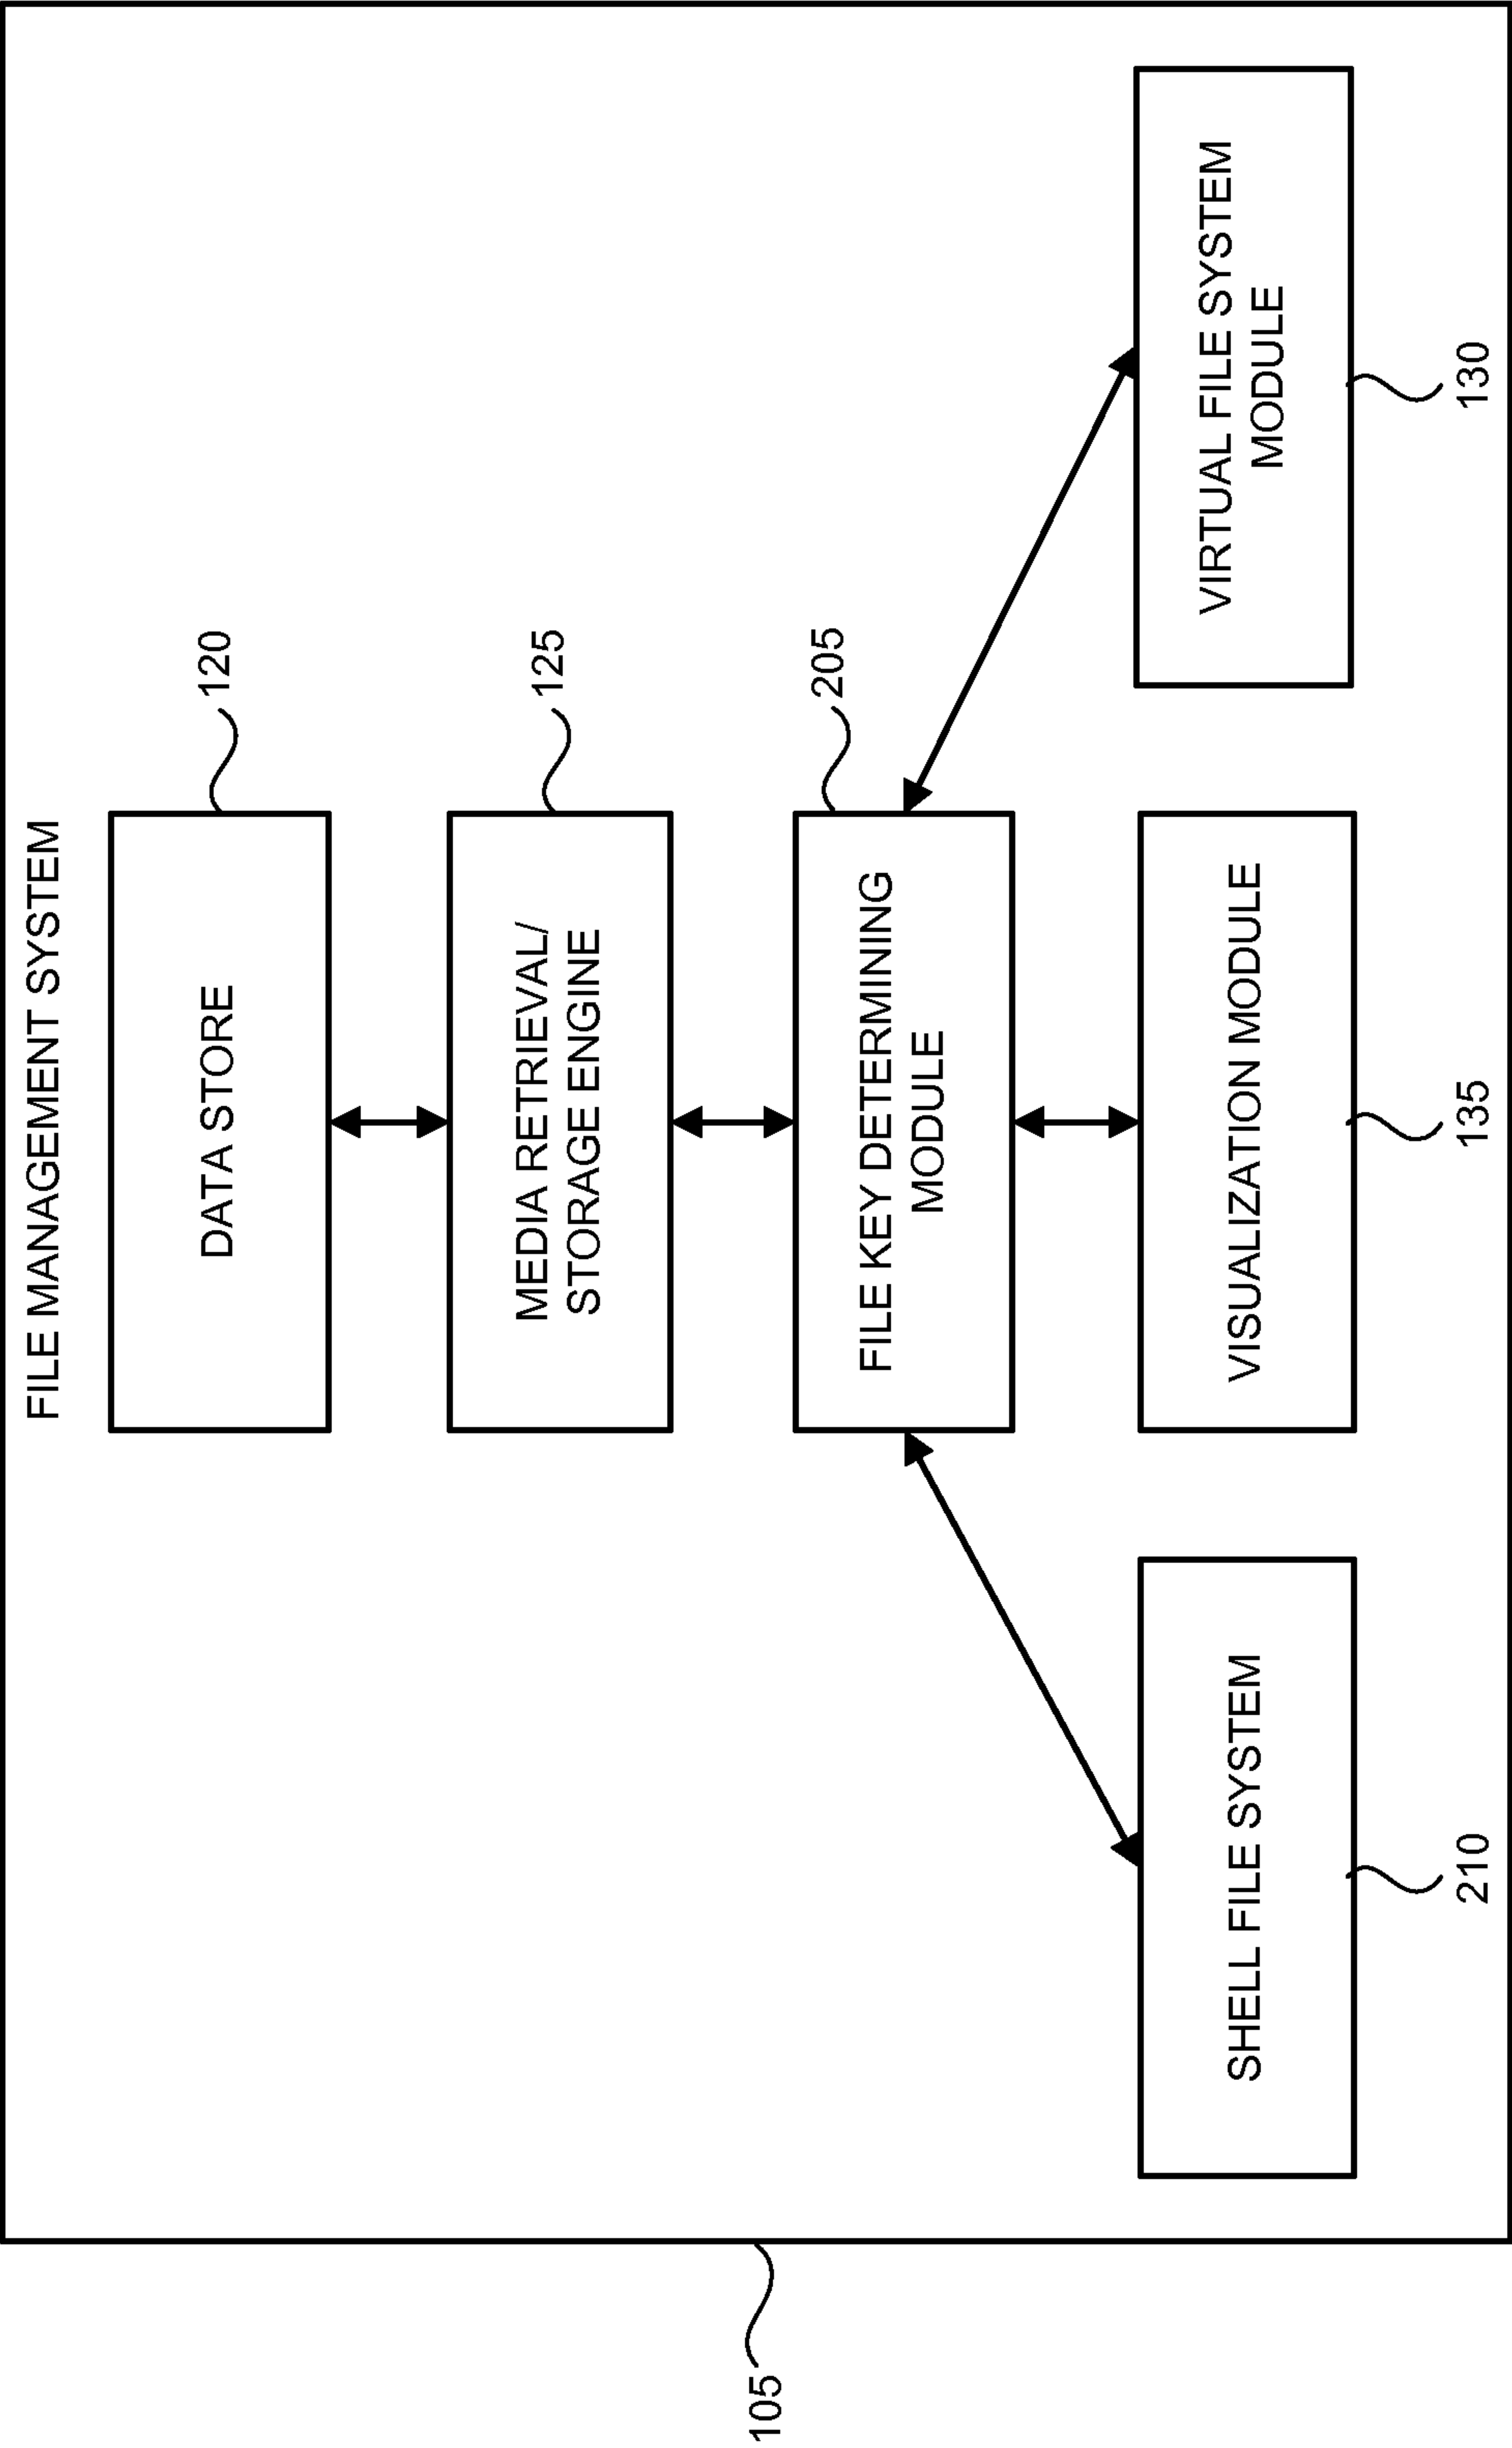 FILE MANAGEMENT SYSTEM
DATA STORE
120
MEDIA RETRIEVAL/
STORAGE ENGINE
125
105
FILE KEY DETERMINING
MODULE
205
SHELL FILE SYSTEM
VISUALIZATION MODULE
VIRTUAL FILE SYSTEM
MODULE
210
135
130